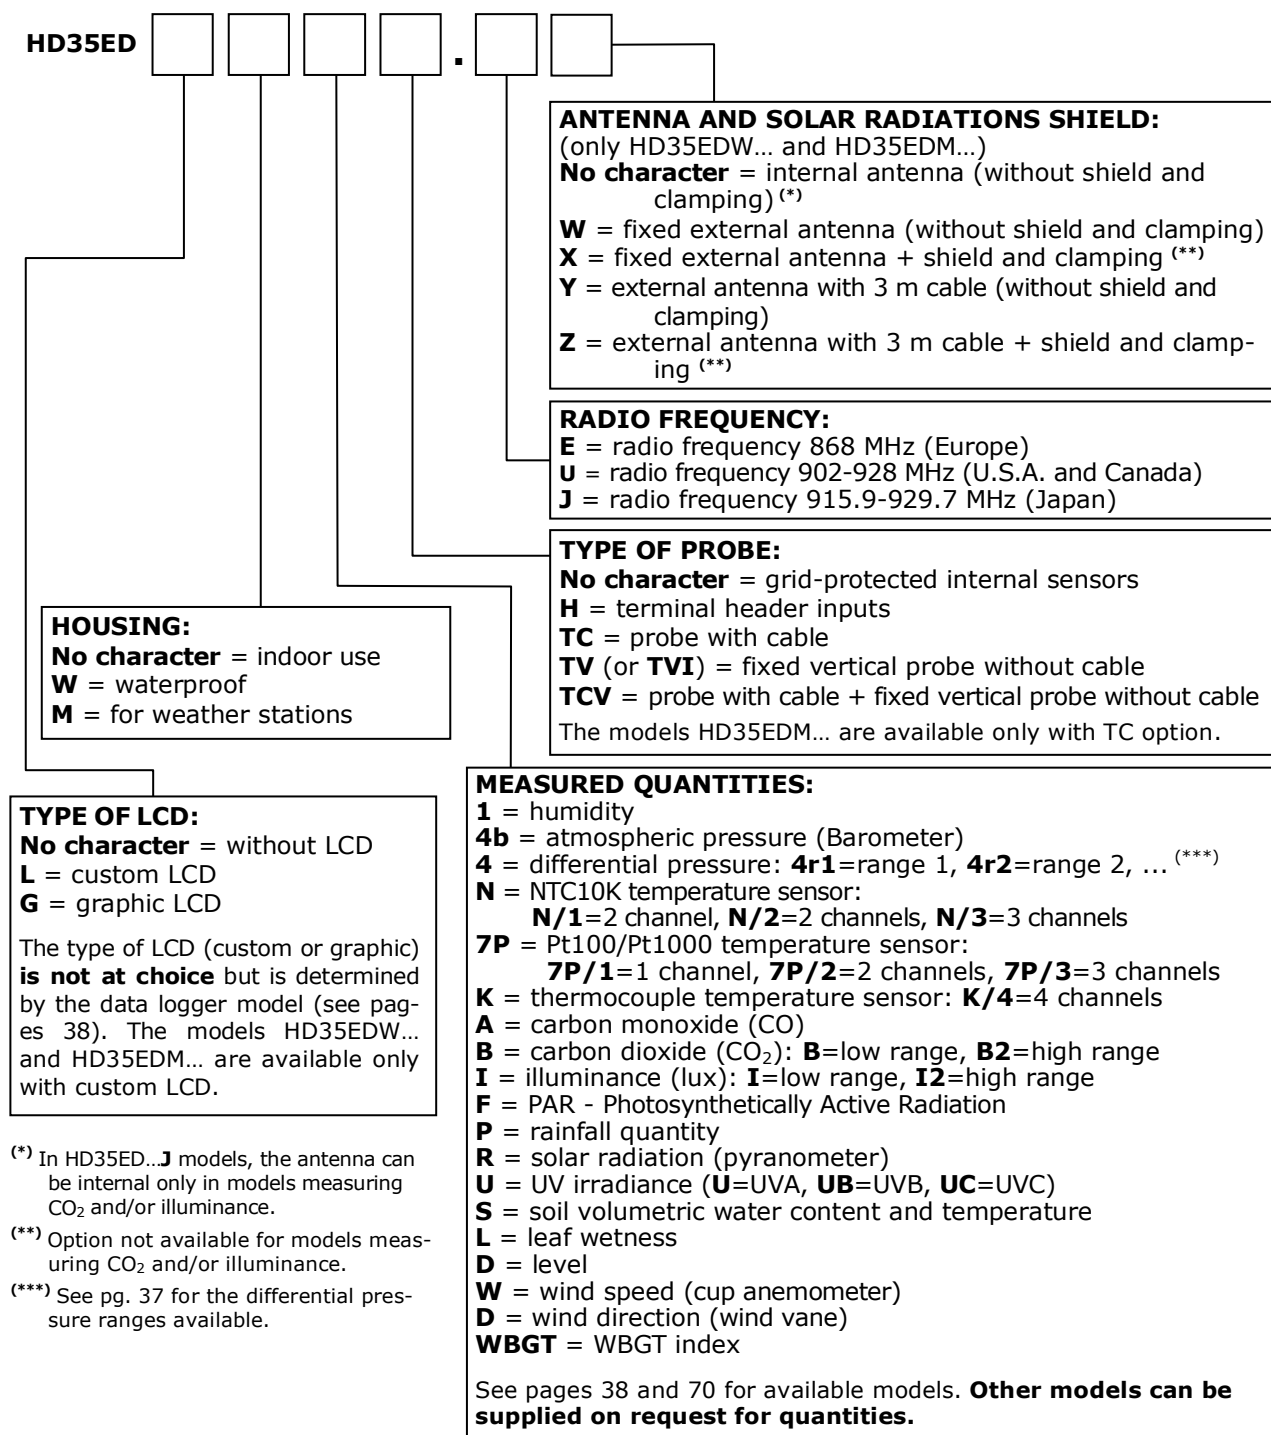 HD35ED .
ANTENNA AND SOLAR RADIATIONS SHIELD:
(only HD35EDW... and HD35EDM...)
No character = internal antenna (without shield and
clamping) (*)
W = fixed external antenna (without shield and clamping)
X = fixed external antenna + shield and clamping (**)
Y = external antenna with 3 m cable (without shield and
clamping)
Z = external antenna with 3 m cable + shield and clamp-
ing (**)
RADIO FREQUENCY:
E = radio frequency 868 MHz (Europe)
U = radio frequency 902-928 MHz (U.S.A. and Canada)
J = radio frequency 915.9-929.7 MHz (Japan)
TYPE OF PROBE:
No character = grid-protected internal sensors
H = terminal header inputs
TC = probe with cable
TV (or TVI) = fixed vertical probe without cable
TCV = probe with cable + fixed vertical probe without cable
The models HD35EDM... are available only with TC option.
HOUSING:
No character = indoor use
W = waterproof
M = for weather stations
MEASURED QUANTITIES:
1 = humidity
4b = atmospheric pressure (Barometer)
4 = differential pressure: 4r1=range 1, 4r2=range 2, ... (***)
N = NTC10K temperature sensor:
N/1=2 channel, N/2=2 channels, N/3=3 channels
7P = Pt100/Pt1000 temperature sensor:
7P/1=1 channel, 7P/2=2 channels, 7P/3=3 channels
K = thermocouple temperature sensor: K/4=4 channels
A = carbon monoxide (CO)
B = carbon dioxide (CO2): B=low range, B2=high range
I = illuminance (lux): I=low range, I2=high range
F = PAR - Photosynthetically Active Radiation
P = rainfall quantity
R = solar radiation (pyranometer)
U = UV irradiance (U=UVA, UB=UVB, UC=UVC)
S = soil volumetric water content and temperature
L = leaf wetness
D = level
W = wind speed (cup anemometer)
D = wind direction (wind vane)
WBGT = WBGT index
See pages 38 and 70 for available models. Other models can be
supplied on request for quantities.
TYPE OF LCD:
No character = without LCD
L = custom LCD
G = graphic LCD
The type of LCD (custom or graphic)
is not at choice but is determined
by the data logger model (see pag-
es 38). The models HD35EDW...
and HD35EDM... are available only
with custom LCD.
(*) In HD35ED...J models, the antenna can
be internal only in models measuring
CO2 and/or illuminance.
(**) Option not available for models meas-
uring CO2 and/or illuminance.
(***) See pg. 37 for the differential pres-
sure ranges available.